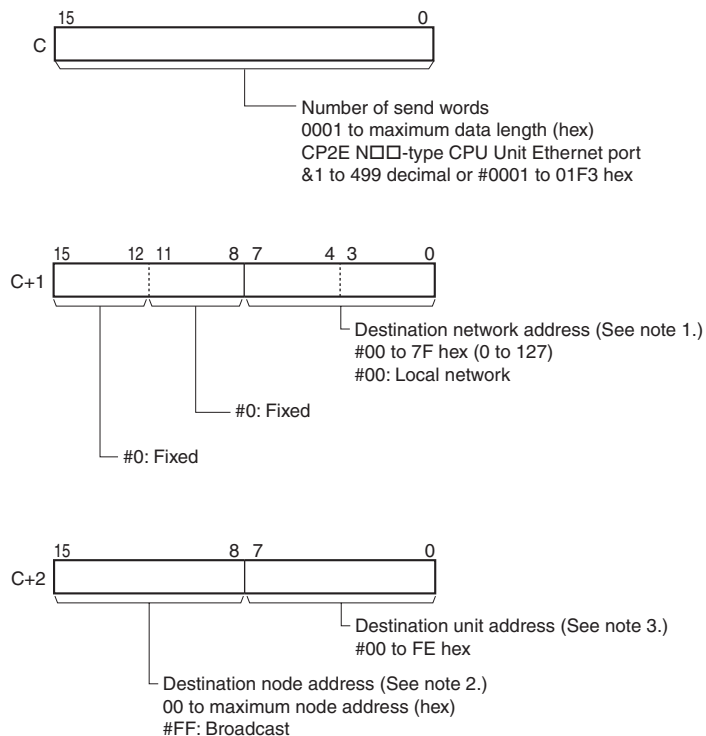 15 0
C
Number of send words
0001 to maximum data length (hex)
CP2E N□□-type CPU Unit Ethernet port
&1 to 499 decimal or #0001 to 01F3 hex
15 12 11 8 7 4 3 0
C+1
Destination network address (See note 1.)
#00 to 7F hex (0 to 127)
#00: Local network
#0: Fixed
#0: Fixed
15 8 7 0
C+2
Destination unit address (See note 3.)
#00 to FE hex
Destination node address (See note 2.)
00 to maximum node address (hex)
#FF: Broadcast